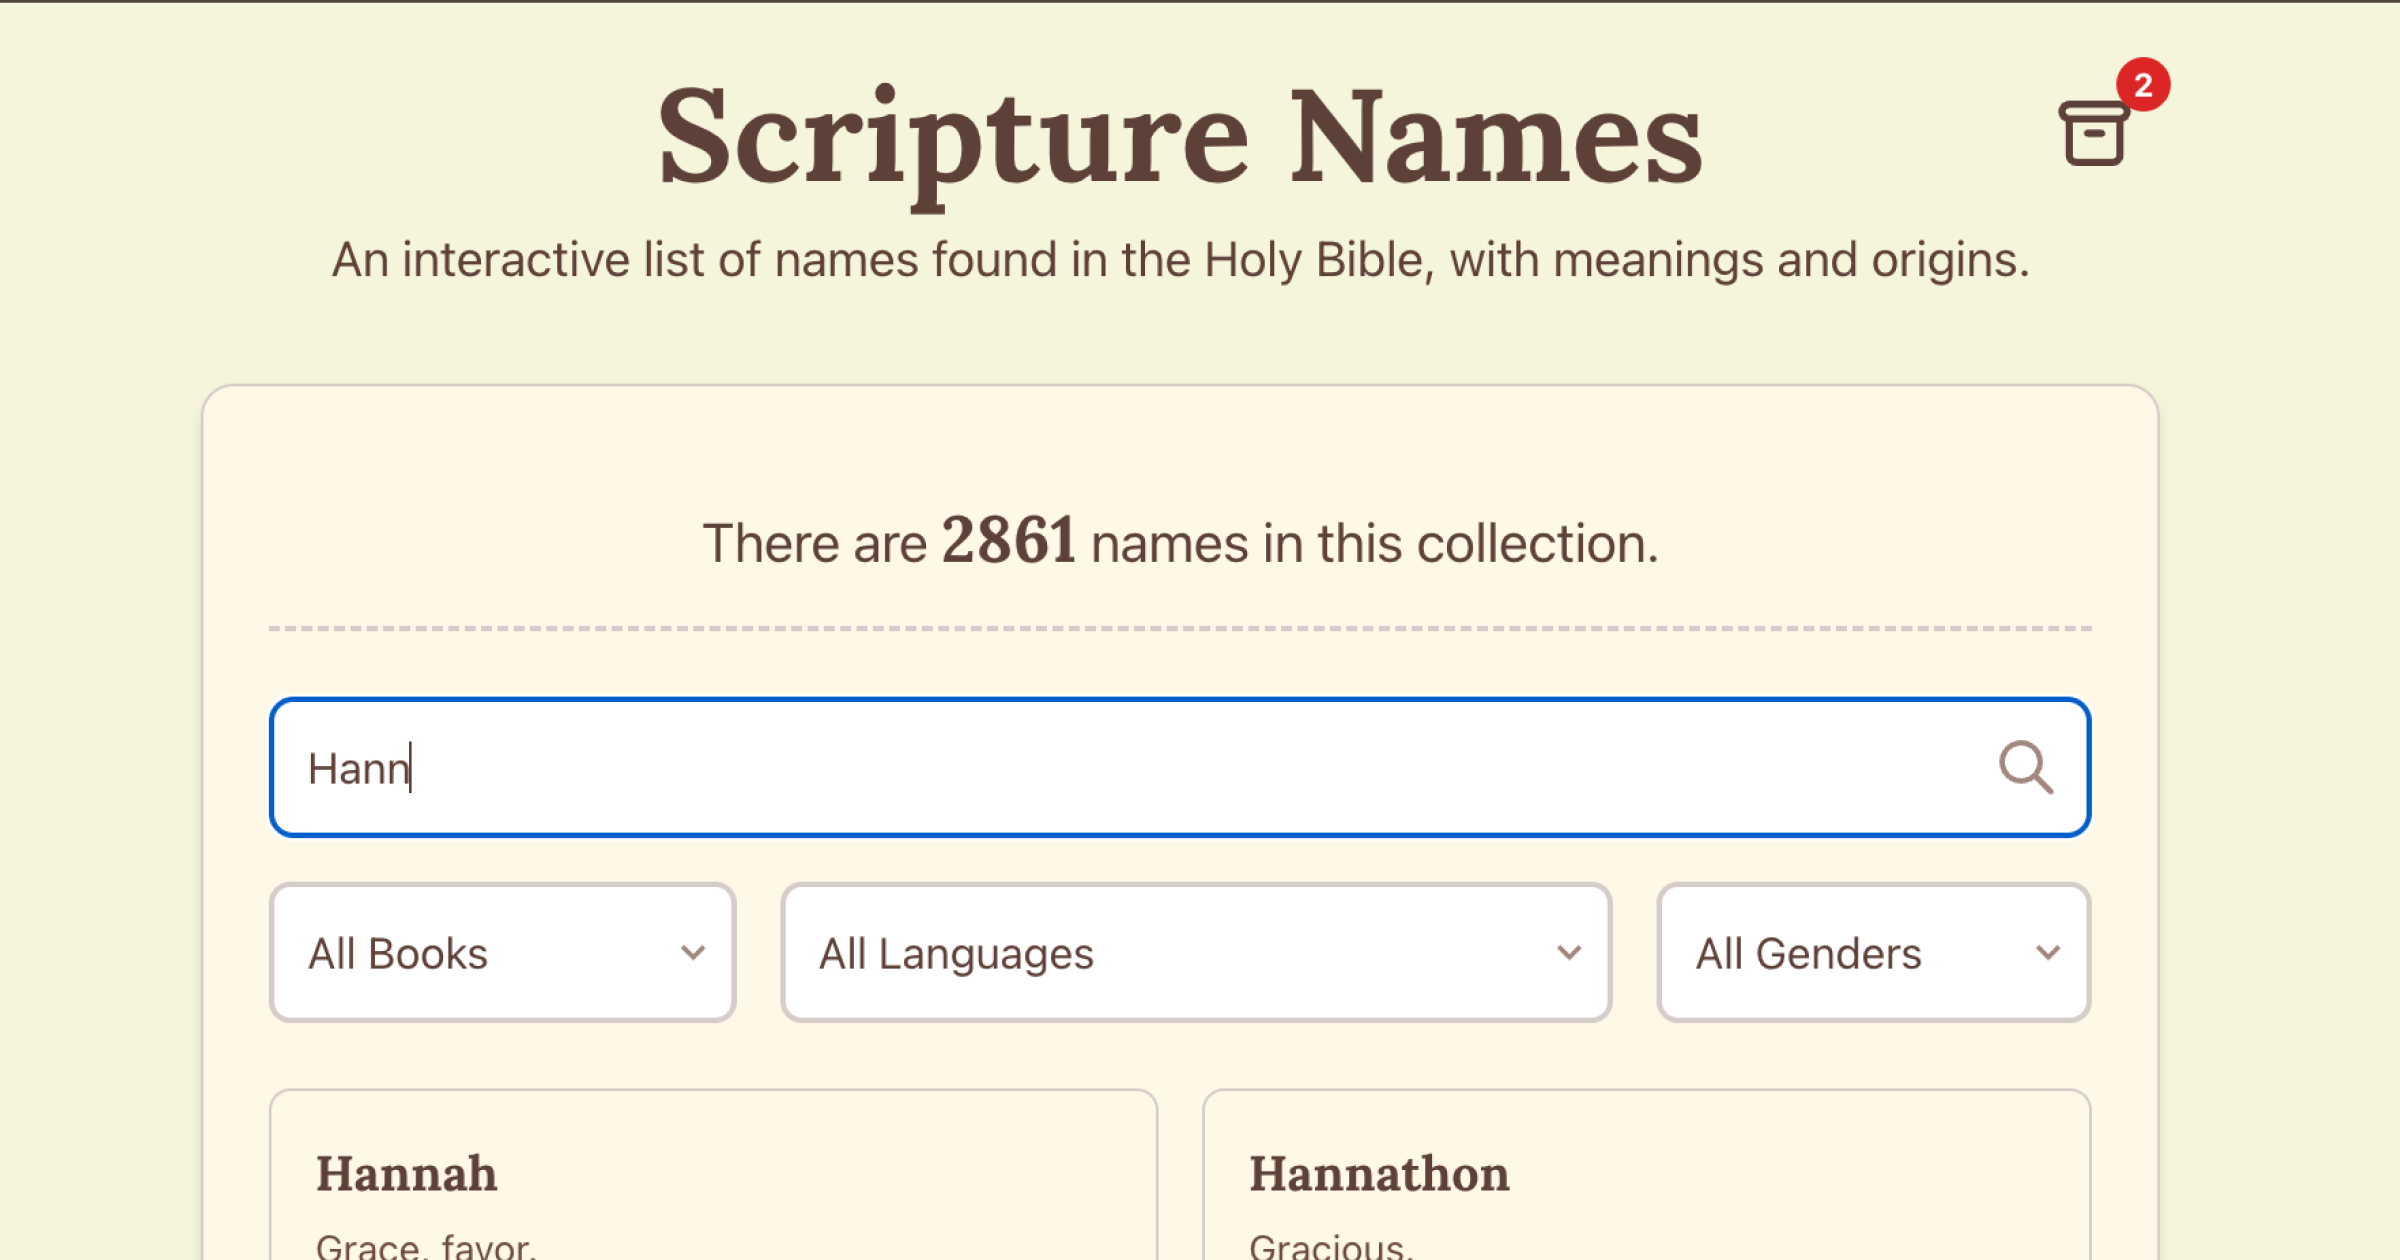 Scripture Names
2
An interactive list of names found in the Holy Bible, with meanings and origins.
There are 2861 names in this collection.
Hann
All Books
All Languages
All Genders
Hannah
Hannathon
Grace, favor.
Gracious.